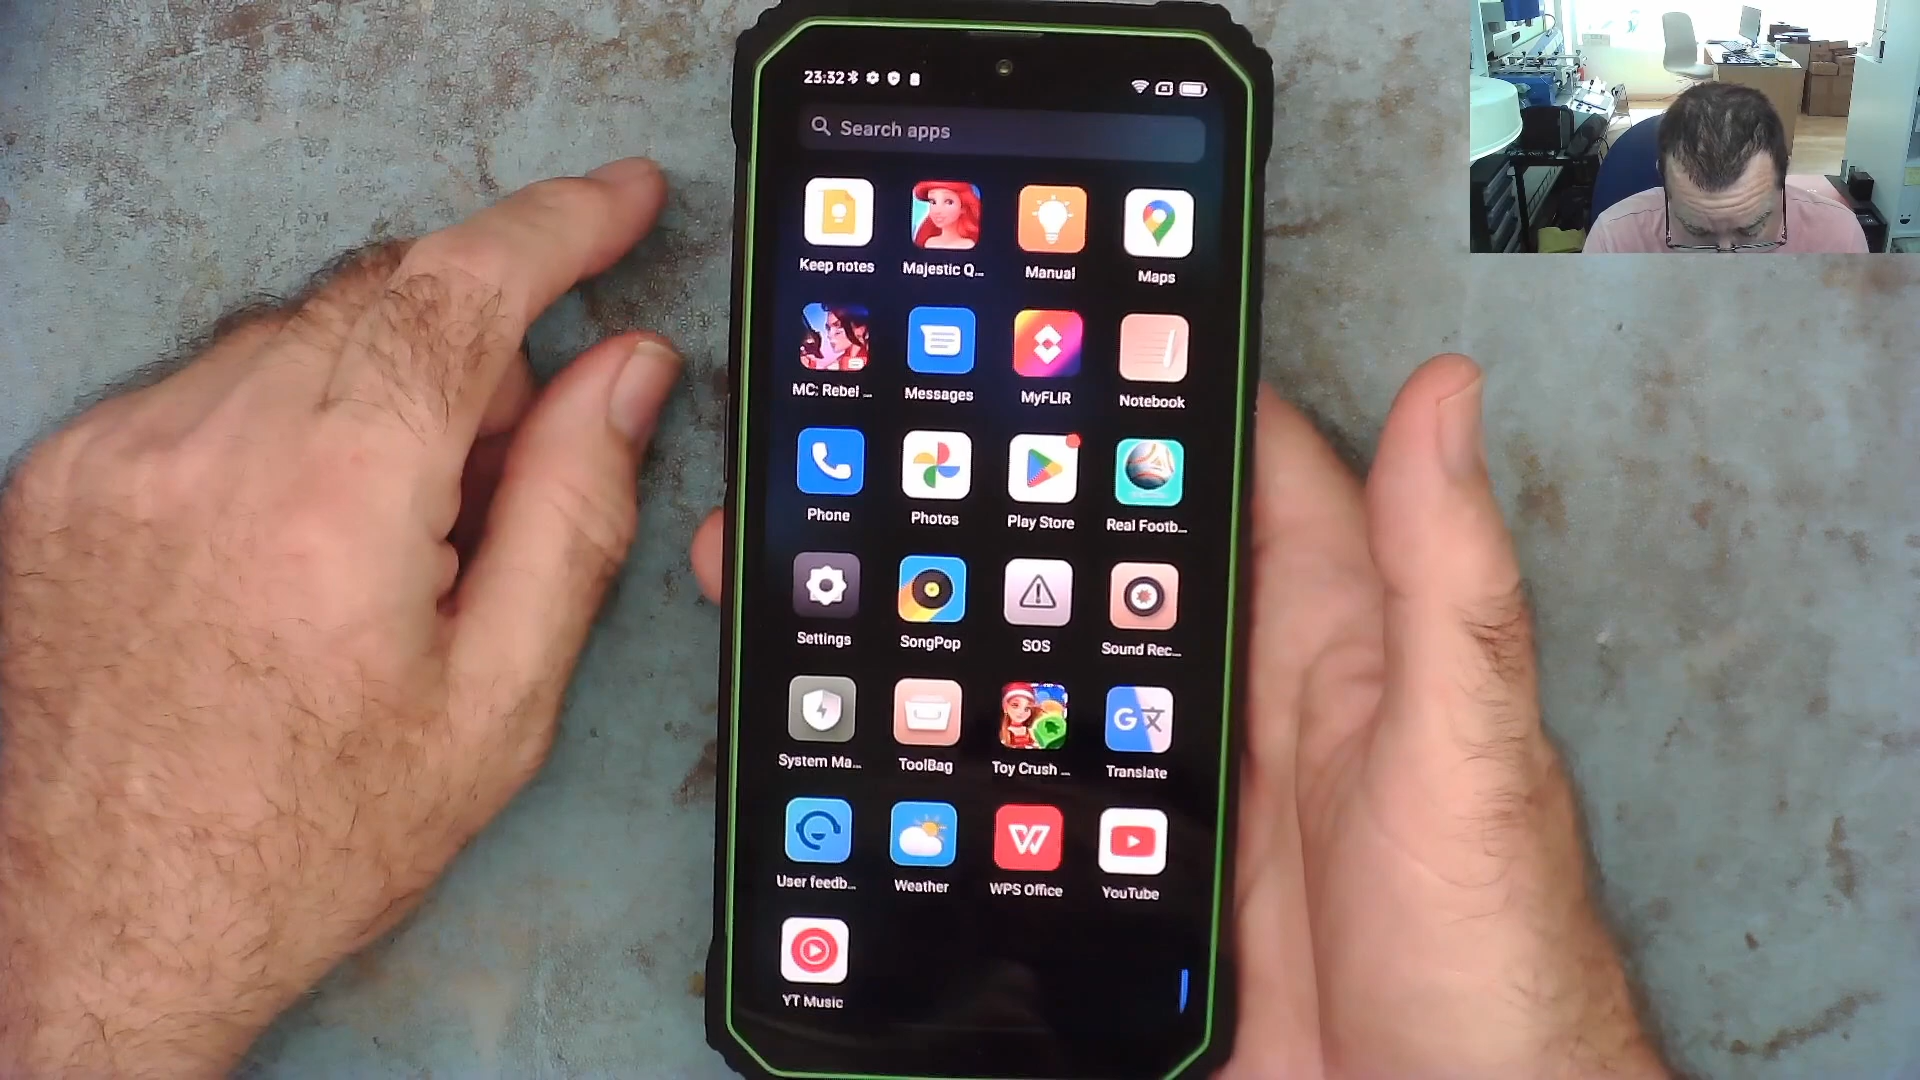 23:32
Search apps
Keep notes
Majestic Q...
Manual
Maps
MC: Rebel ...
Messages
MyFLIR
Notebook
Phone
Photos
Play Store
Real Footb...
Settings
SongPop
SOS
Sound Rec...
System Ma...
ToolBag
Toy Crush ...
Translate
User feedb...
Weather
WPS Office
YouTube
YT Music